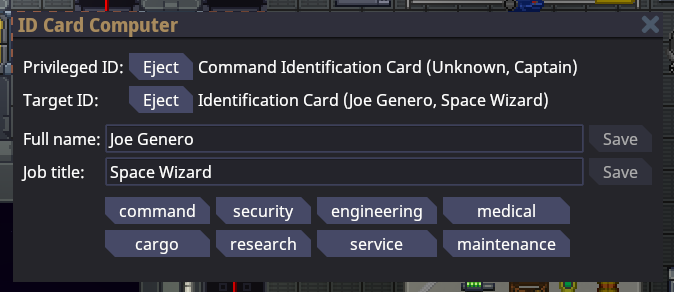 ID Card Computer
Privileged ID: Eject Command Identification Card (Unknown, Captain)
Target ID: Eject Identification Card (Joe Genero, Space Wizard)
Full name: Joe Genero Save
Job title: Space Wizard Save
command security engineering medical
cargo research service maintenance